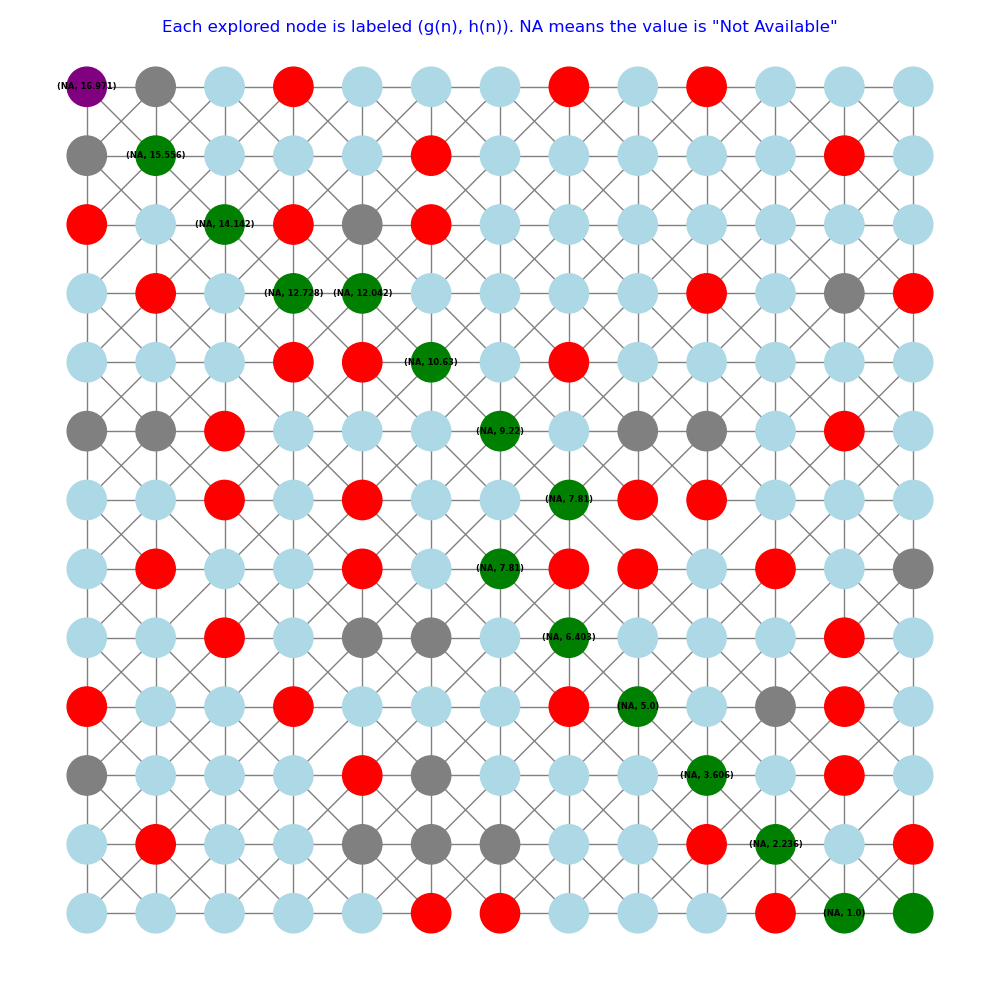 Each explored node is labeled (g(n), h(n)). NA means the value is "Not Available"
(NA, 16.971)
(NA, 15.556)
(NA, 14.142)
(NA, 12.728) (NA, 12.042)
(NA, 10.63)
(NA, 9.22)
(NA, 7.81)
(NA, 7.81)
(NA, 6.403)
(NA, 5.0)
(NA, 3.606)
(NA, 2.236)
(NA, 1.0)